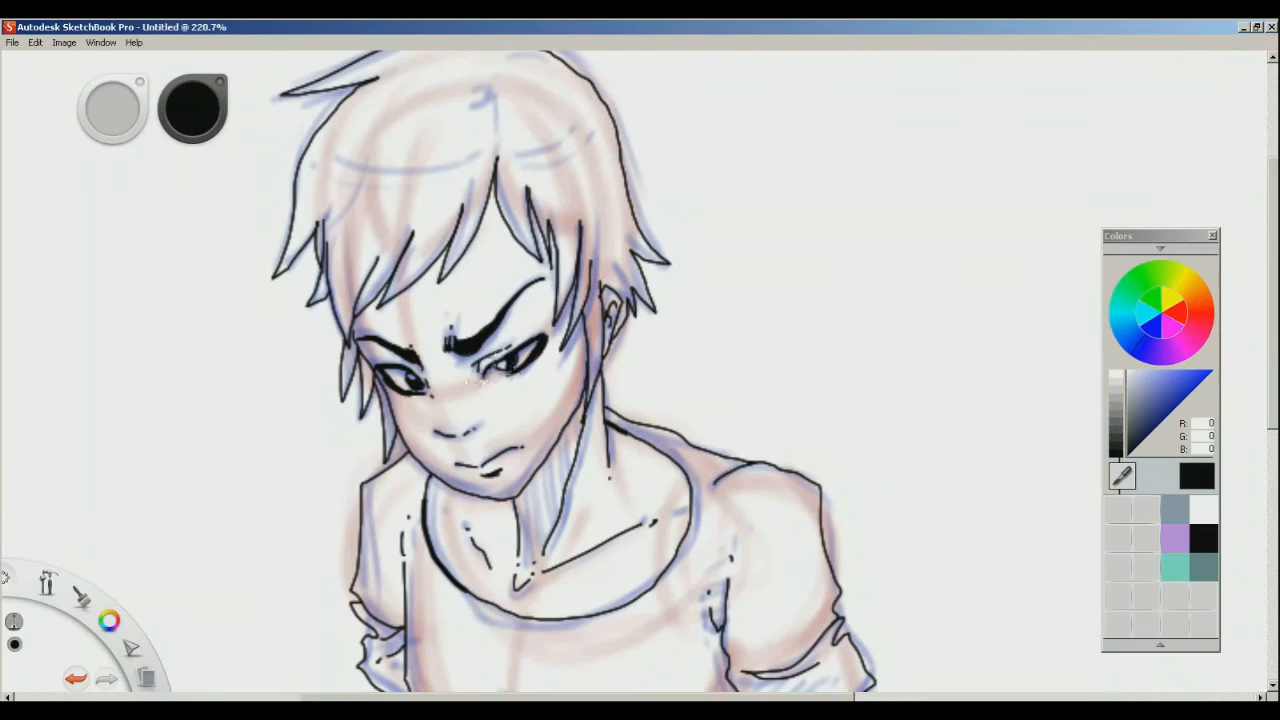 Autodesk SketchBook Pro - Untitled @ 220.7%
File Edit Image Window Help
Colors
R: 0
G: 0
B: 0